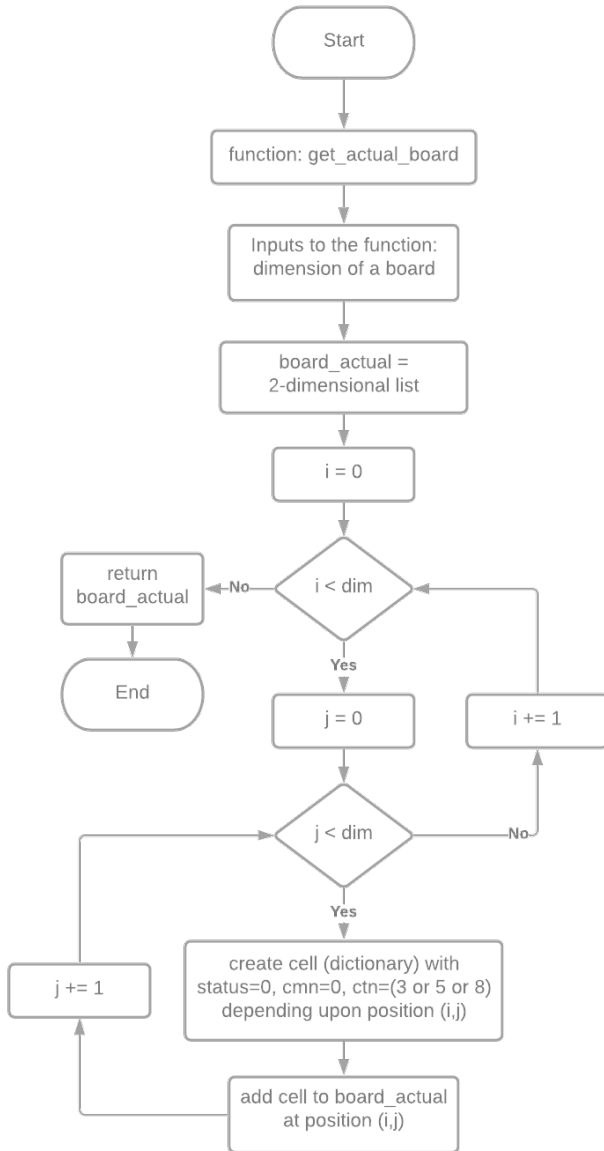 Start
function: get_actual_board
Inputs to the function:
dimension of a board
board_actual =
2-dimensional list
i = 0
i < dim
No
return
board_actual
End
Yes
j = 0
i += 1
j < dim
No
Yes
create cell (dictionary) with
status=0, cmn=0, ctn=(3 or 5 or 8)
depending upon position (i,j)
j += 1
add cell to board_actual
at position (i,j)